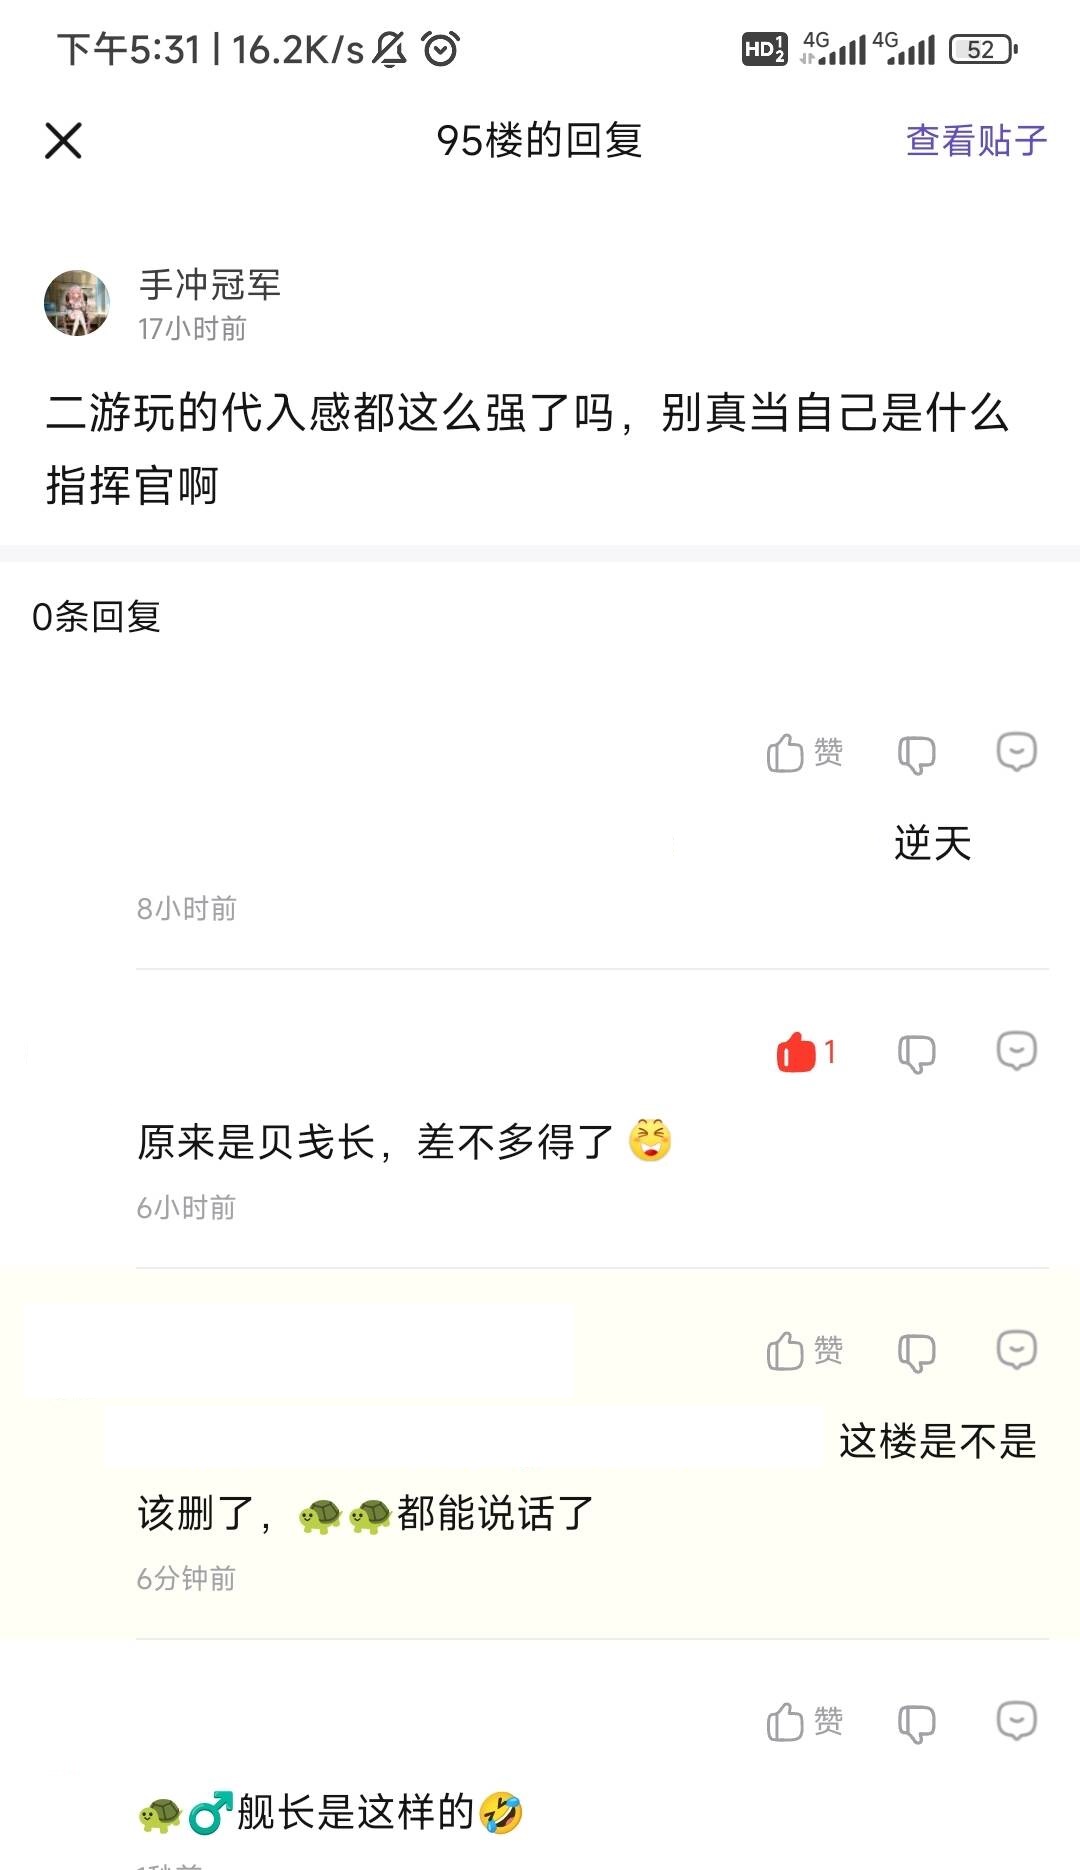 下午5:31 | 16.2K/s HD 1 2 4G 4G 52
95楼的回复 查看贴子
手冲冠军
17小时前
二游玩的代入感都这么强了吗，别真当自己是什么
指挥官啊
0条回复
赞
逆天
8小时前
1
原来是贝戋长，差不多得了😆
6小时前
赞
这楼是不是
该删了，🐢🐢都能说话了
6分钟前
赞
🐢♂舰长是这样的🤣